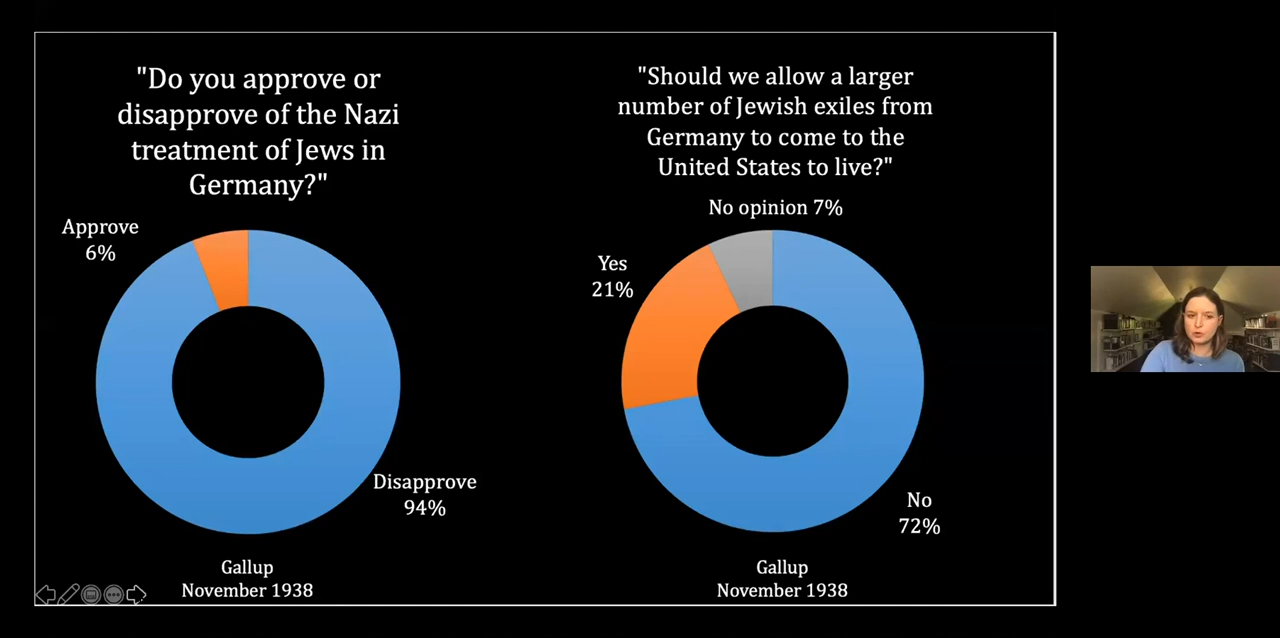 "Do you approve or
disapprove of the Nazi
treatment of Jews in
Germany?"
Approve
6%
Disapprove
94%
Gallup
November 1938
"Should we allow a larger
number of Jewish exiles from
Germany to come to the
United States to live?"
No opinion 7%
Yes
21%
No
72%
Gallup
November 1938